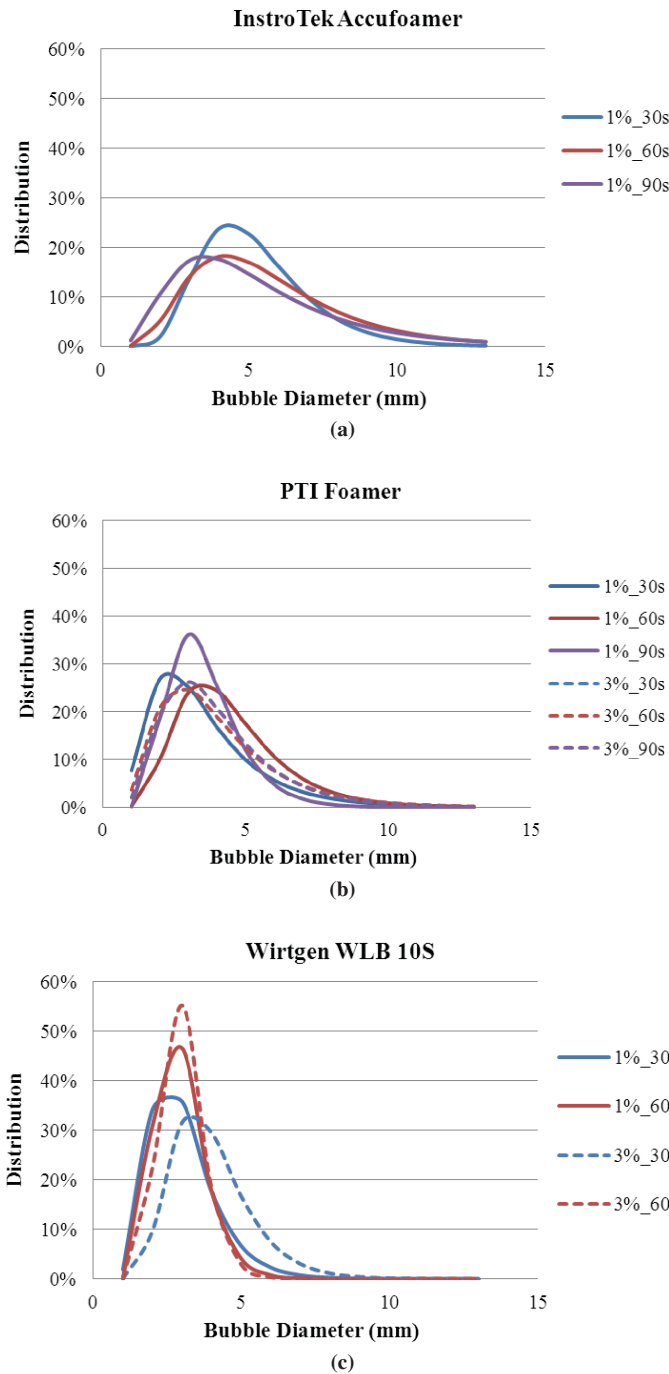 InstroTek Accufoamer
60%
50%
40%
30%
20%
10%
0%
Distribution
0 5 10 15
Bubble Diameter (mm)
1%_30s
1%_60s
1%_90s
(a)
PTI Foamer
60%
50%
40%
30%
20%
10%
0%
Distribution
0 5 10 15
Bubble Diameter (mm)
1%_30s
1%_60s
1%_90s
3%_30s
3%_60s
3%_90s
(b)
Wirtgen WLB 10S
60%
50%
40%
30%
20%
10%
0%
Distribution
0 5 10 15
Bubble Diameter (mm)
1%_30
1%_60
3%_30
3%_60
(c)